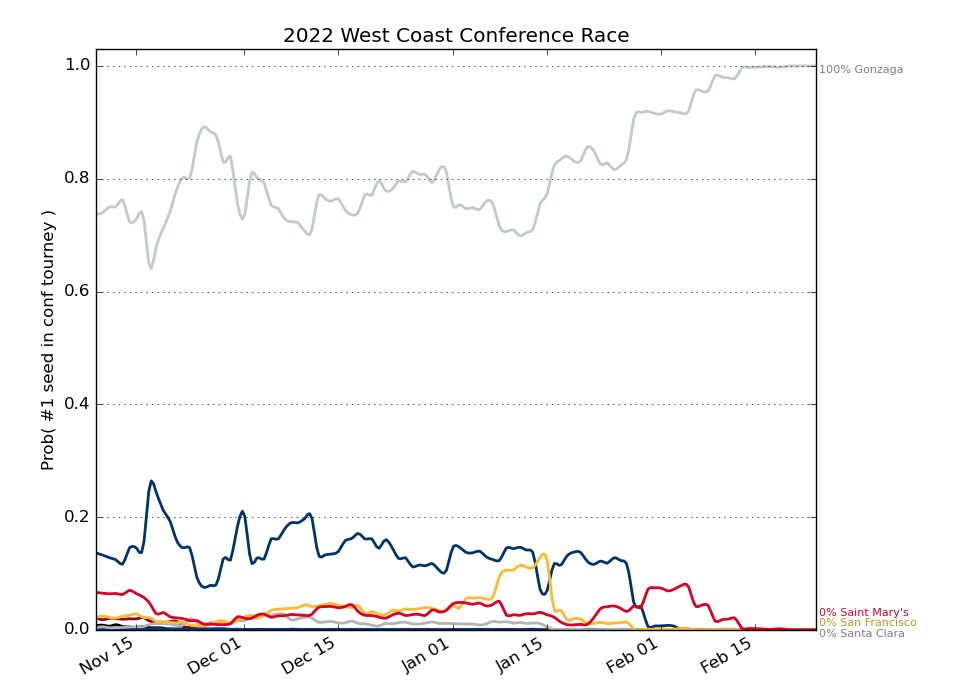 2022 West Coast Conference Race
Prob( #1 seed in conf tourney )
1.0
0.8
0.6
0.4
0.2
0.0
Nov 15
Dec 01
Dec 15
Jan 01
Jan 15
Feb 01
Feb 15
100% Gonzaga
0% Saint Mary's
0% San Francisco
0% Santa Clara